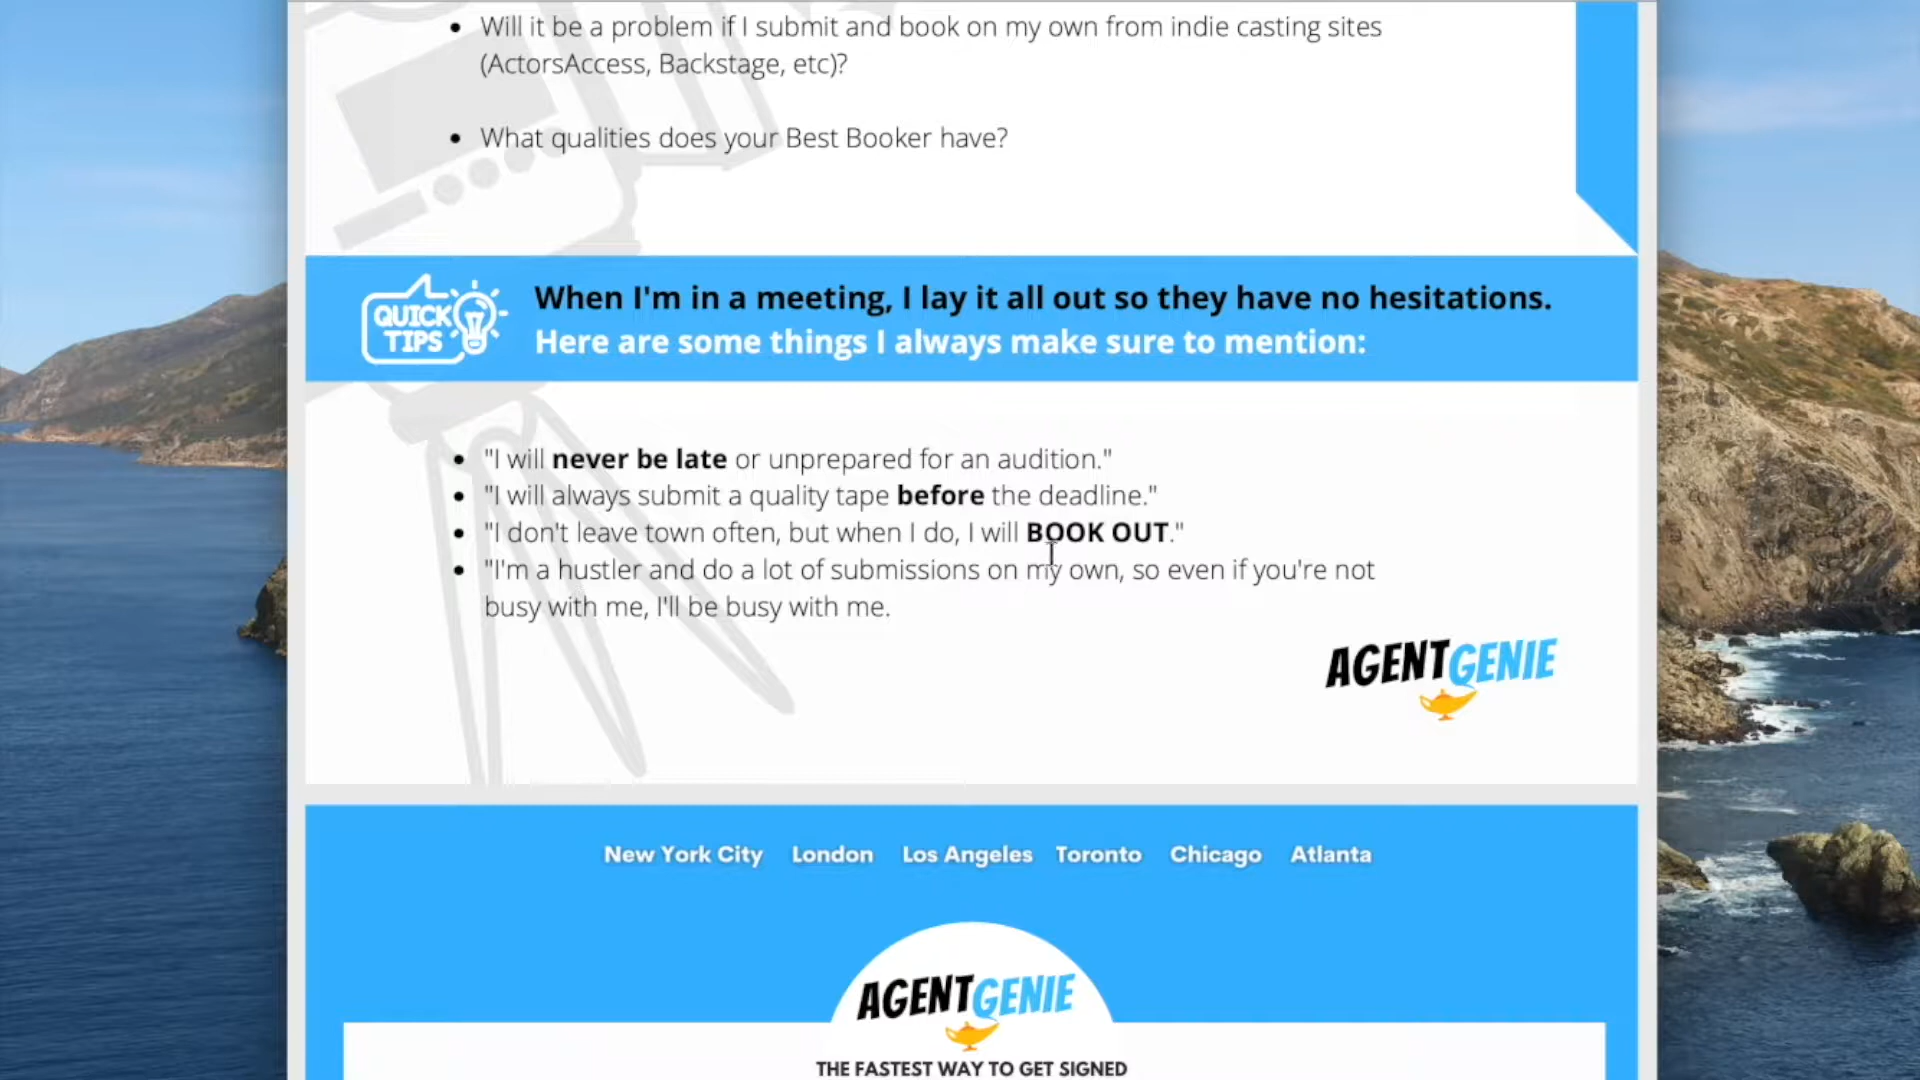 Will it be a problem if I submit and book on my own from indie casting sites
(ActorsAccess, Backstage, etc)?
What qualities does your Best Booker have?
QUICK
TIPS
When I'm in a meeting, I lay it all out so they have no hesitations.
Here are some things I always make sure to mention:
"I will never be late or unprepared for an audition."
"I will always submit a quality tape before the deadline."
"I don't leave town often, but when I do, I will BOOK OUT."
"I'm a hustler and do a lot of submissions on my own, so even if you're not
busy with me, I'll be busy with me.
AGENTGENIE
New York City London Los Angeles Toronto Chicago Atlanta
AGENTGENIE
THE FASTEST WAY TO GET SIGNED